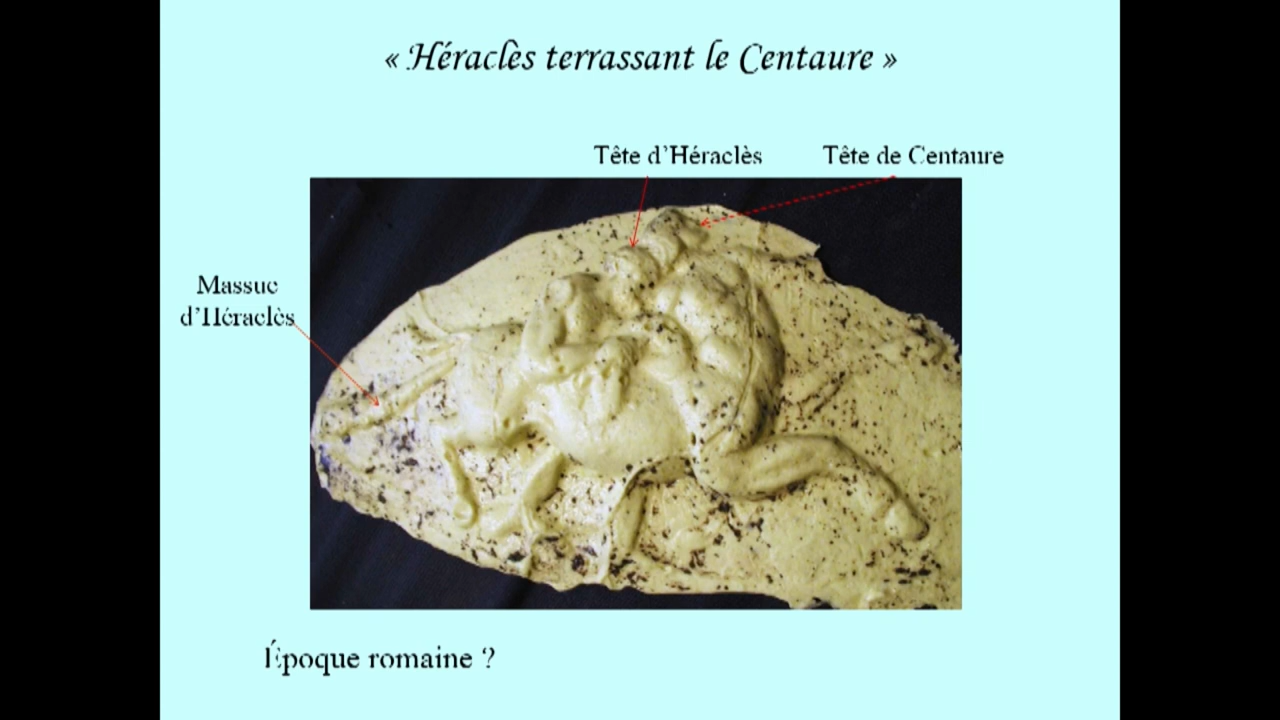 « Héraclès terrassant le Centaure »
Tête d'Héraclès
Tête de Centaure
Massue
d'Héraclès
Époque romaine ?